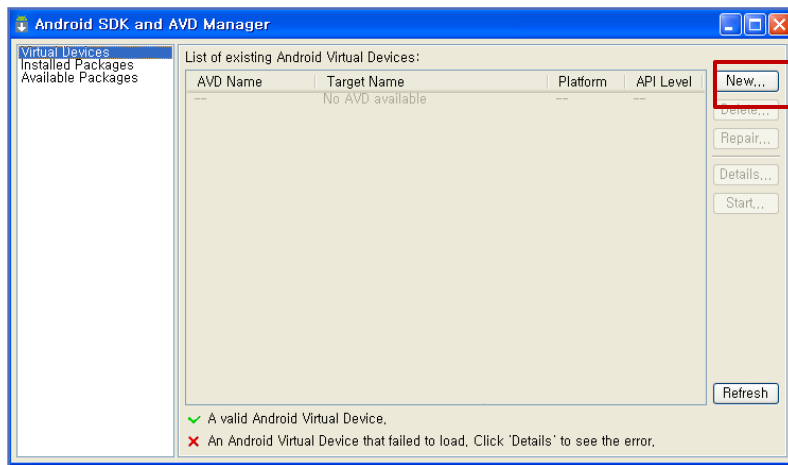 Android SDK and AVD Manager
Virtual Devices
Installed Packages
Available Packages
List of existing Android Virtual Devices:
AVD Name Target Name Platform API Level
-- No AVD available -- --
New...
Delete...
Repair...
Details...
Start...
Refresh
A valid Android Virtual Device.
An Android Virtual Device that failed to load. Click 'Details' to see the error.